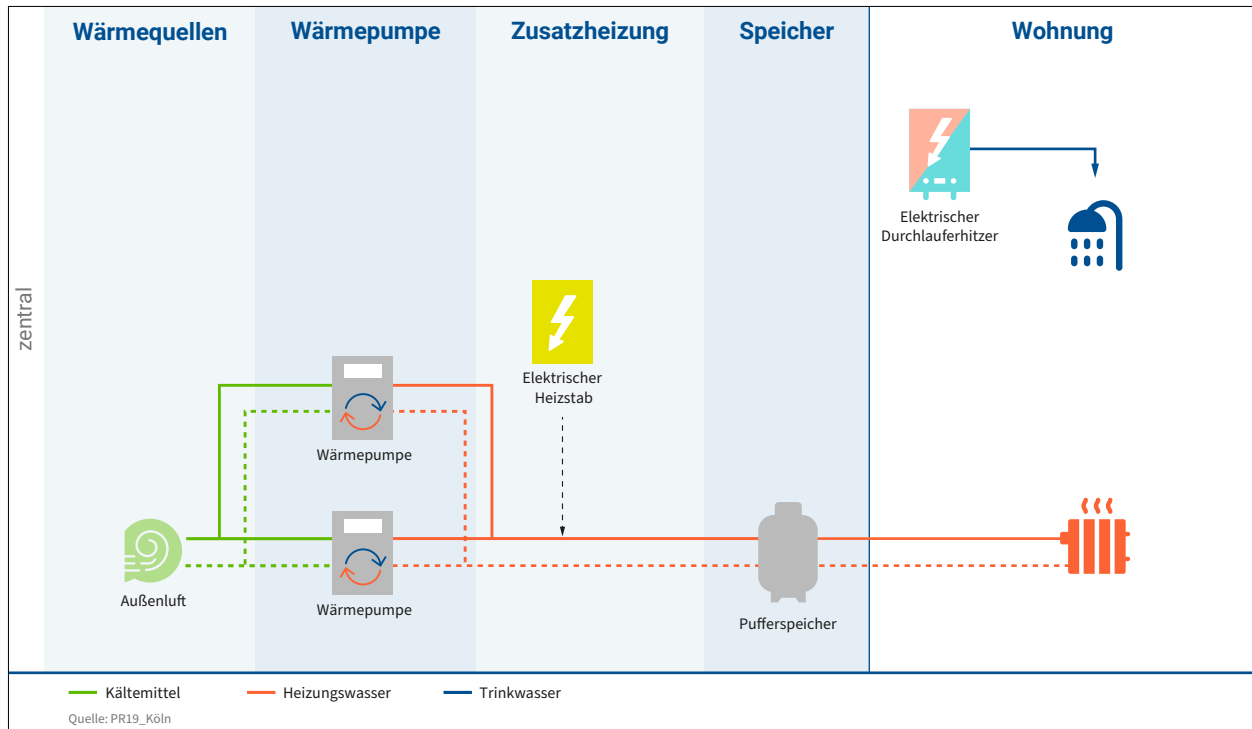 Wärmequellen
Wärmepumpe
Zusatzheizung
Speicher
Wohnung
zentral
Elektrischer
Durchlauferhitzer
Elektrischer
Heizstab
Wärmepumpe
Außenluft
Wärmepumpe
Pufferspeicher
Kältemittel
Heizungswasser
Trinkwasser
Quelle: PR19_Köln